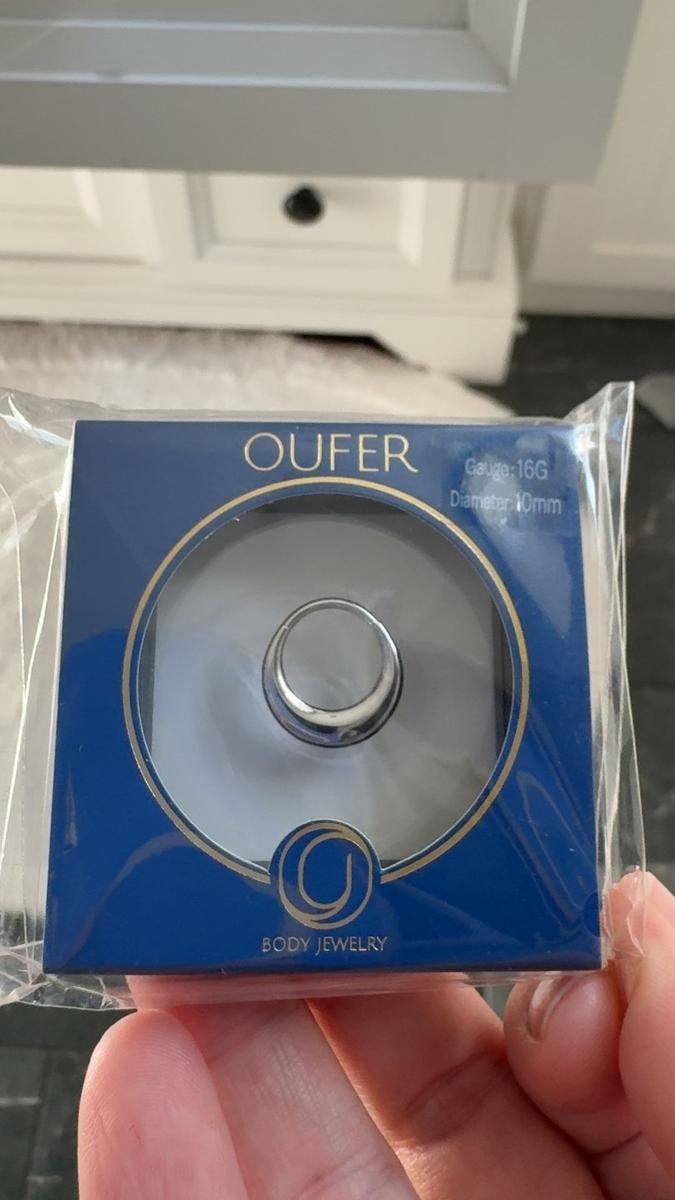 OUFER
Gauge:16G
Diameter:10mm
BODY JEWELRY